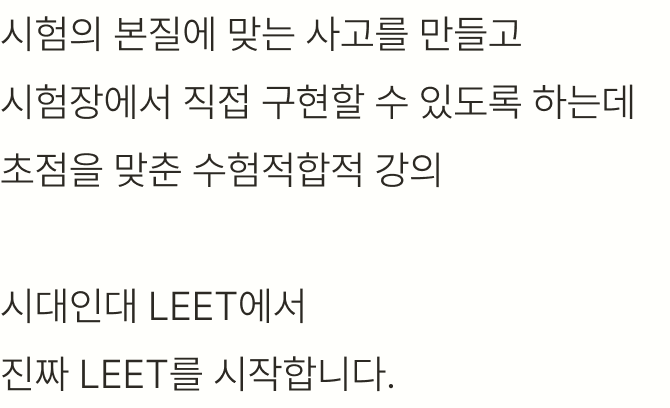 시험의 본질에 맞는 사고를 만들고
시험장에서 직접 구현할 수 있도록 하는데
초점을 맞춘 수험적합적 강의
시대인대 LEET에서
진짜 LEET를 시작합니다.